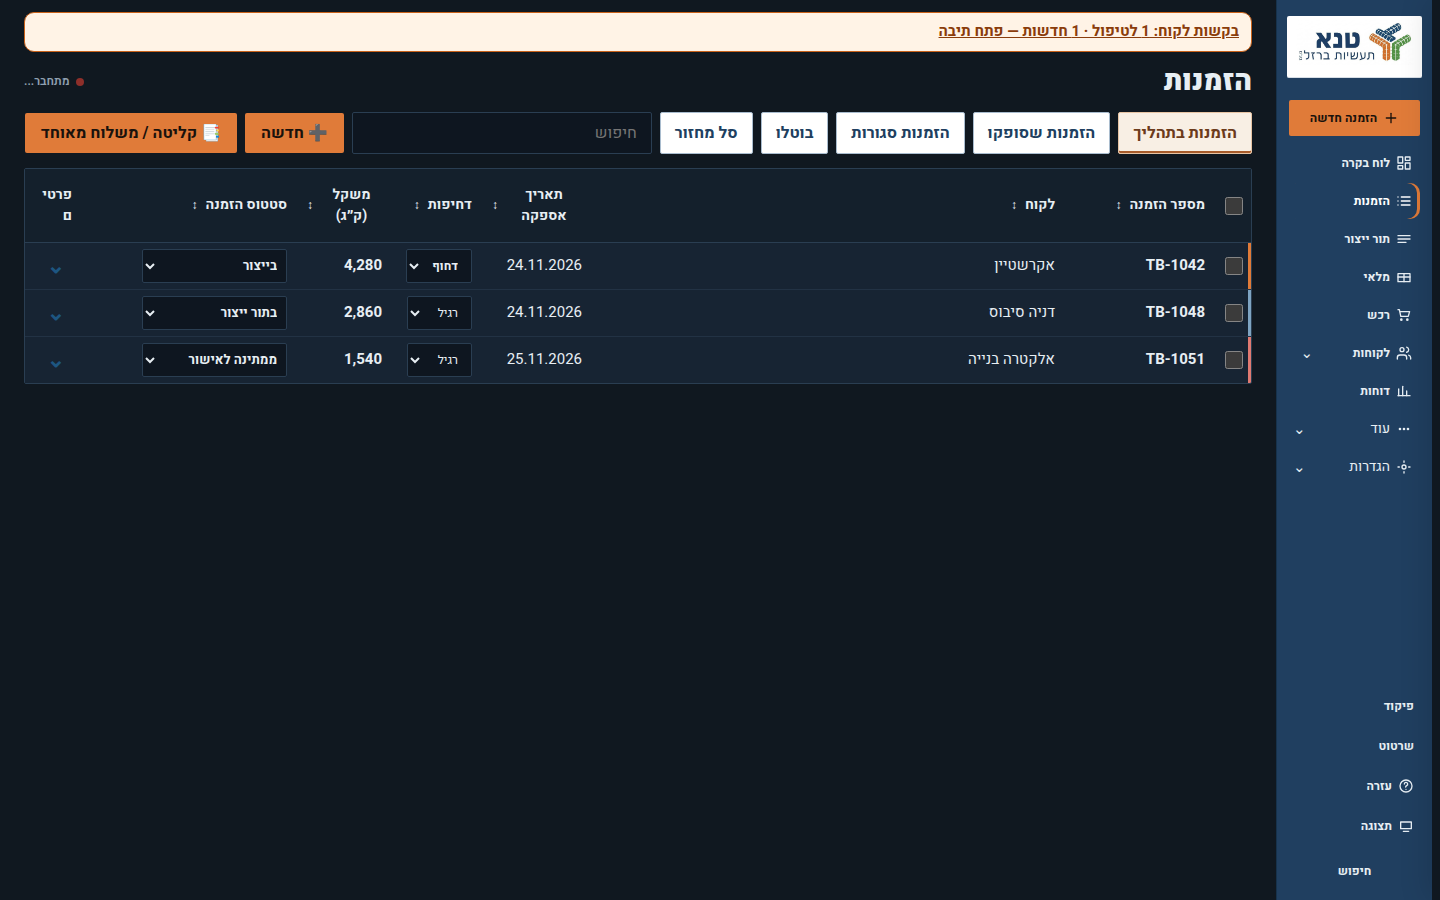 טנא
תעשיות ברזל
הזמנה חדשה
לוח בקרה
הזמנות
תור ייצור
מלאי
רכש
לקוחות
דוחות
עוד
הגדרות
פיקוד
שרטוט
עזרה
תצוגה
חיפוש
בקשות לקוח: 1 לטיפול · 1 חדשות — פתח תיבה
הזמנות
מתחבר...
הזמנות בתהליך
הזמנות שסופקו
הזמנות סגורות
בוטלו
סל מחזור
חיפוש
➕ חדשה
📑 קליטה / משלוח מאוחד
מספר הזמנה ↕ לקוח ↕ תאריך אספקה ↕ דחיפות ↕ משקל (ק״ג) ↕ סטטוס הזמנה ↕ פרטי
ם
TB-1042 אקרשטיין 24.11.2026 דחוף 4,280 בייצור
TB-1048 דניה סיבוס 24.11.2026 רגיל 2,860 בתור ייצור
TB-1051 אלקטרה בנייה 25.11.2026 רגיל 1,540 ממתינה לאישור